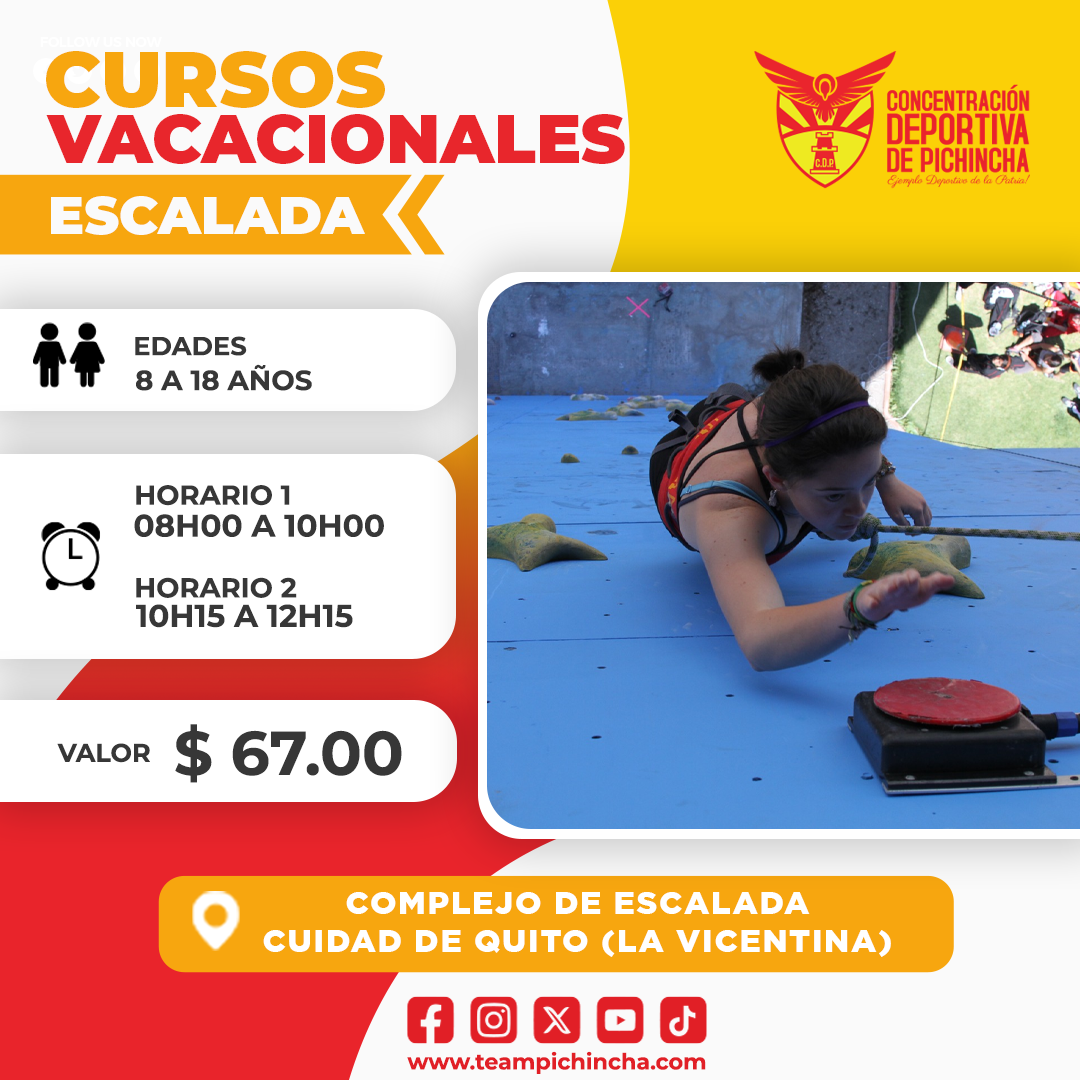 FOLLOW US NOW
CURSOS
VACACIONALES
ESCALADA
C.D.P.
CONCENTRACIÓN
DEPORTIVA
DE PICHINCHA
Ejemplo Deportivo de la Patria!
EDADES
8 A 18 AÑOS
HORARIO 1
08H00 A 10H00
HORARIO 2
10H15 A 12H15
VALOR $ 67.00
COMPLEJO DE ESCALADA
CUIDAD DE QUITO (LA VICENTINA)
www.teampichincha.com